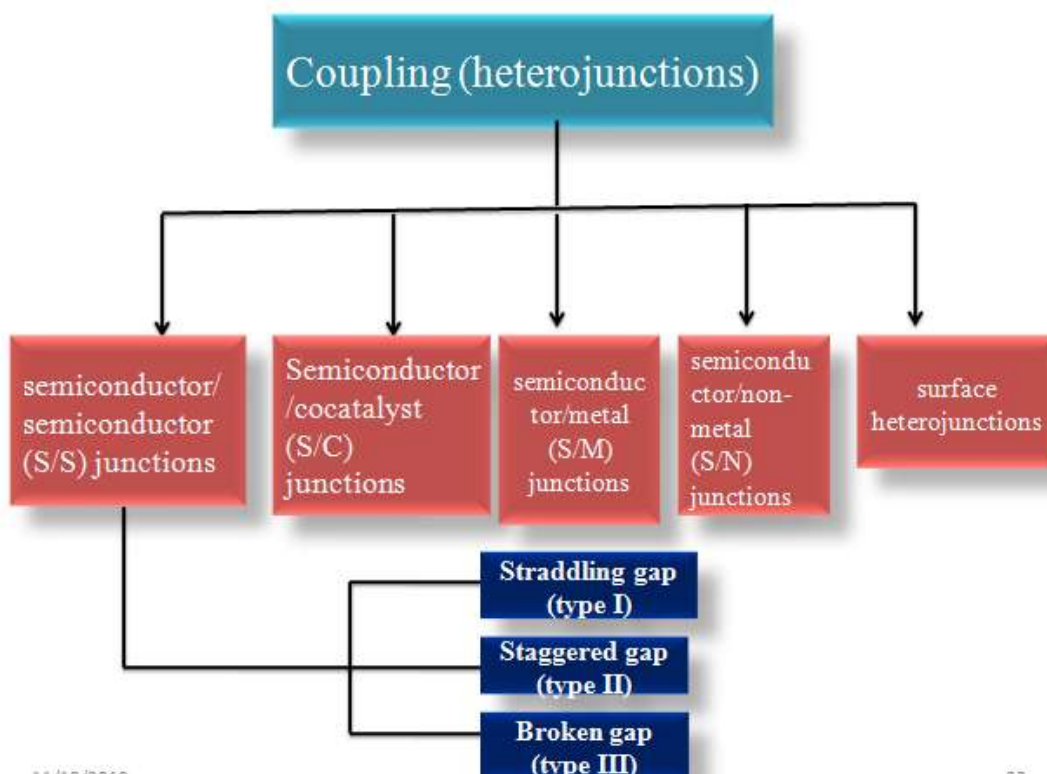 Coupling (heterojunctions)
semiconductor/
semiconductor
(S/S) junctions
Semiconductor
/cocatalyst
(S/C)
junctions
semiconduc
tor/metal
(S/M)
junctions
semicondu
ctor/non-
metal
(S/N)
junctions
surface
heterojunctions
Straddling gap
(type I)
Staggered gap
(type II)
Broken gap
(type III)